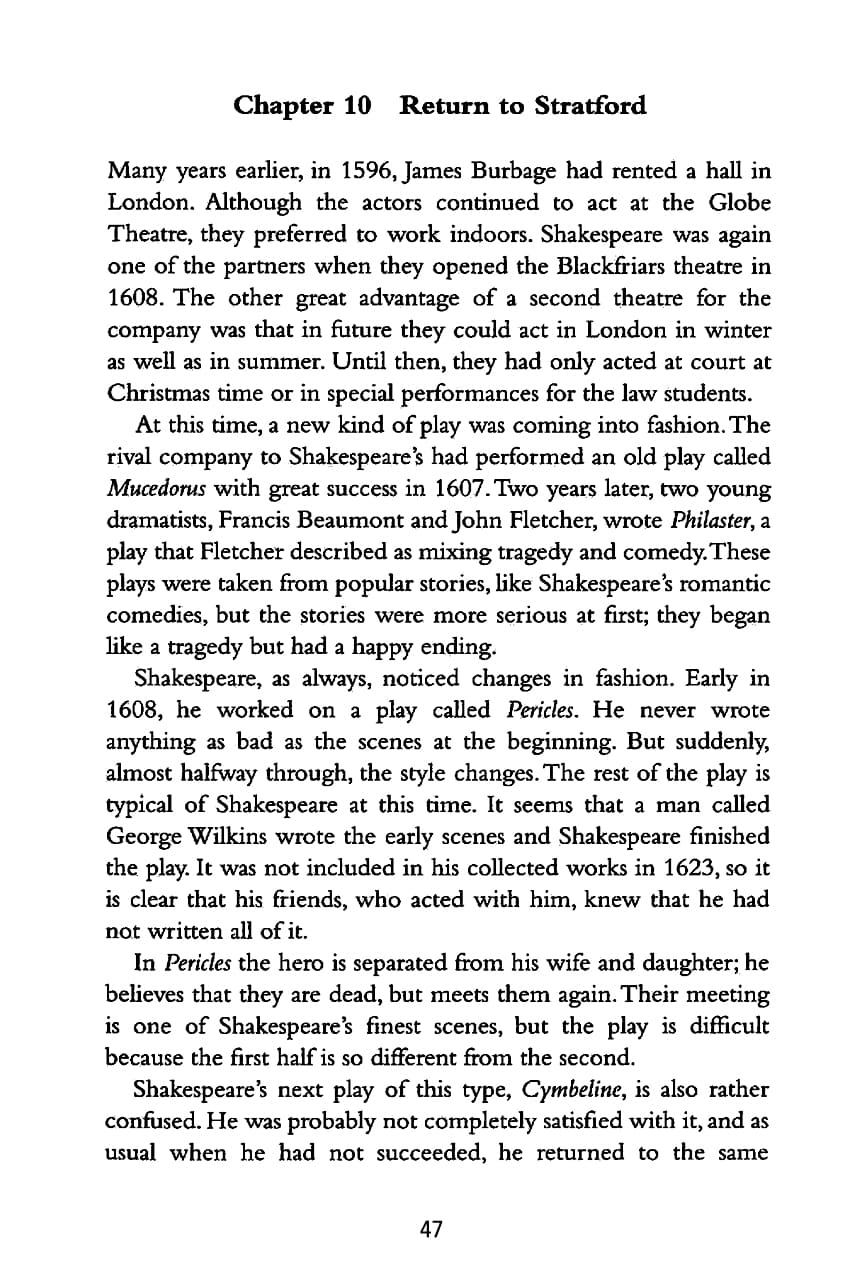 Chapter 10 Return to Stratford
Many years earlier, in 1596, James Burbage had rented a hall in
London. Although the actors continued to act at the Globe
Theatre, they preferred to work indoors. Shakespeare was again
one of the partners when they opened the Blackfriars theatre in
1608. The other great advantage of a second theatre for the
company was that in future they could act in London in winter
as well as in summer. Until then, they had only acted at court at
Christmas time or in special performances for the law students.
At this time, a new kind of play was coming into fashion. The
rival company to Shakespeare's had performed an old play called
Mucedorus with great success in 1607. Two years later, two young
dramatists, Francis Beaumont and John Fletcher, wrote Philaster, a
play that Fletcher described as mixing tragedy and comedy. These
plays were taken from popular stories, like Shakespeare's romantic
comedies, but the stories were more serious at first; they began
like a tragedy but had a happy ending.
Shakespeare, as always, noticed changes in fashion. Early in
1608, he worked on a play called Pericles. He never wrote
anything as bad as the scenes at the beginning. But suddenly,
almost halfway through, the style changes. The rest of the play is
typical of Shakespeare at this time. It seems that a man called
George Wilkins wrote the early scenes and Shakespeare finished
the play. It was not included in his collected works in 1623, so it
is clear that his friends, who acted with him, knew that he had
not written all of it.
In Pericles the hero is separated from his wife and daughter; he
believes that they are dead, but meets them again. Their meeting
is one of Shakespeare's finest scenes, but the play is difficult
because the first half is so different from the second.
Shakespeare's next play of this type, Cymbeline, is also rather
confused. He was probably not completely satisfied with it, and as
usual when he had not succeeded, he returned to the same
47